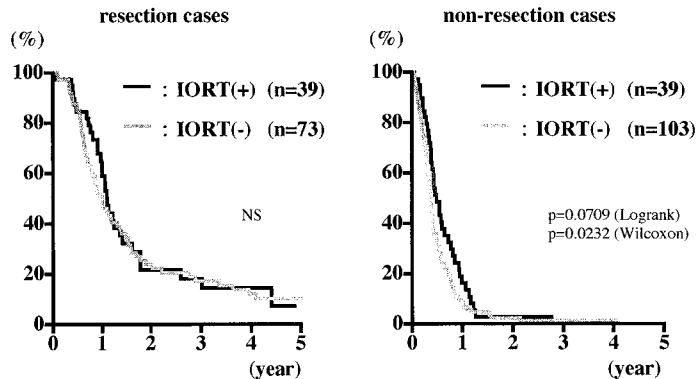 resection cases
(%)
100
80
60
40
20
0
: IORT(+) (n=39)
: IORT(-) (n=73)
NS
0 1 2 3 4 5
(year)
non-resection cases
(%)
100
80
60
40
20
0
: IORT(+) (n=39)
: IORT(-) (n=103)
p=0.0709 (Logrank)
p=0.0232 (Wilcoxon)
0 1 2 3 4 5
(year)